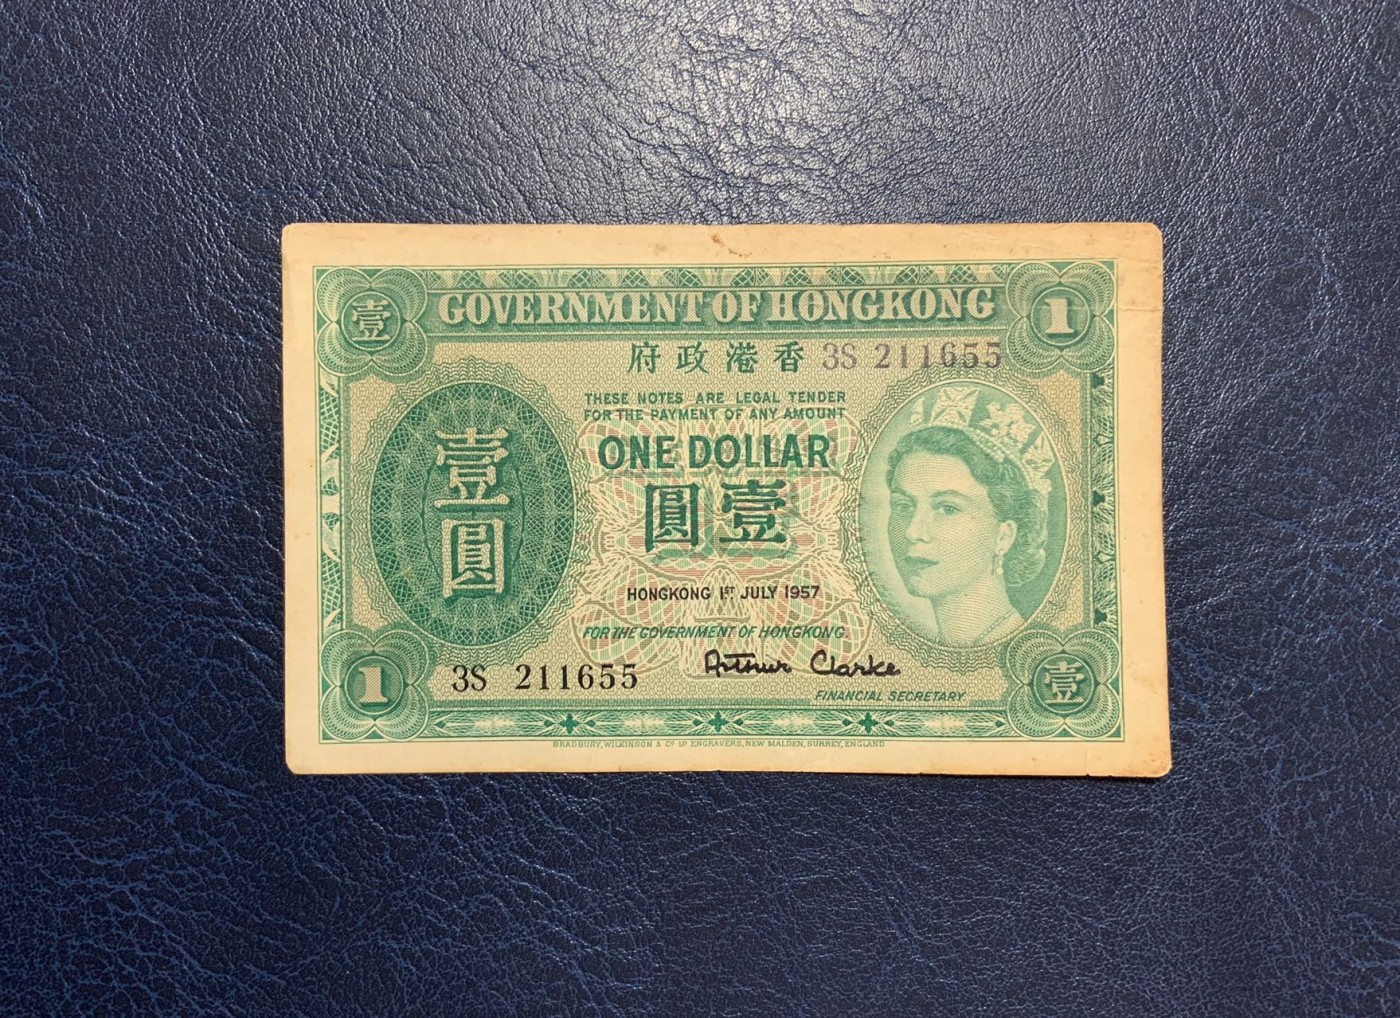 壹 GOVERNMENT OF HONGKONG 1
府政港香 3S 211655
THESE NOTES ARE LEGAL TENDER
FOR THE PAYMENT OF ANY AMOUNT
ONE DOLLAR
圓壹
壹圓
HONGKONG 1ST JULY 1957
FOR THE GOVERNMENT OF HONGKONG.
1 3S 211655 Arthur Clarke 壹
FINANCIAL SECRETARY.
BRADBURY, WILKINSON & Co. LD. ENGRAVERS, NEW MALDEN, SURREY, ENGLAND